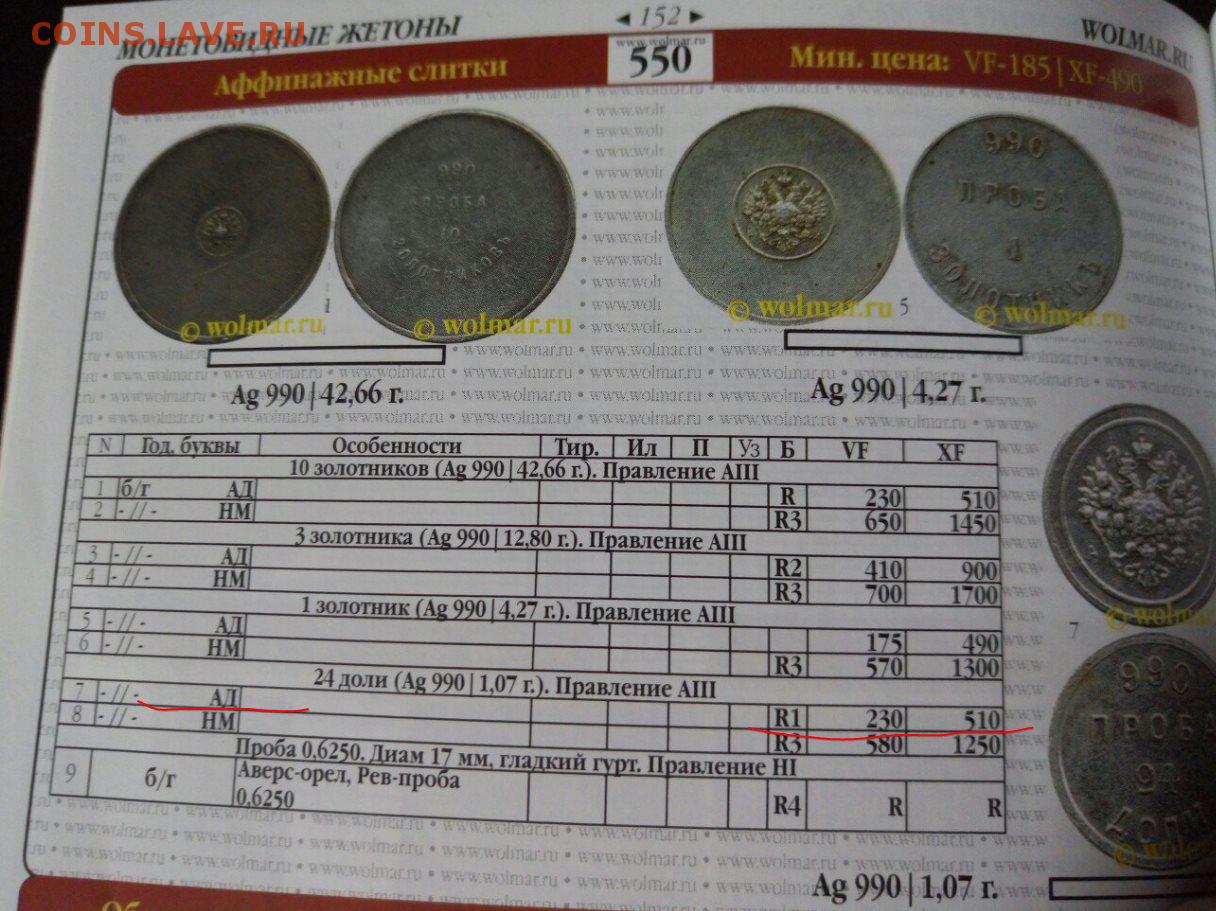 COINS.LAVE.RU
МОНЕТОВИДНЫЕ ЖЕТОНЫ
◄ 152 ►
WOLMAR.RU
Аффинажные слитки
www.wolmar.ru
550
Мин. цена: VF-185 | XF-490
990
ПРОБА
10
ЗОЛОТНИКОВЪ
990
ПРОБА
1
ЗОЛОТНИКЪ
© wolmar.ru
1
© wolmar.ru
© wolmar.ru
5
© wolmar.ru
Ag 990 | 42,66 г.
Ag 990 | 4,27 г.
N Год. буквы Особенности Тир. Ил П Уз Б VF XF
10 золотников (Ag 990 | 42,66 г.). Правление АIII
1 б/г АД R 230 510
2 - // - НМ R3 650 1450
3 золотника (Ag 990 | 12,80 г.). Правление АIII
3 - // - АД R2 410 900
4 - // - НМ R3 700 1700
1 золотник (Ag 990 | 4,27 г.). Правление АIII
5 - // - АД 175 490
6 - // - НМ R3 570 1300
24 доли (Ag 990 | 1,07 г.). Правление АIII
7 - // - АД R1 230 510
8 - // - НМ R3 580 1250
Проба 0,6250. Диам 17 мм, гладкий гурт. Правление НI
9 б/г Аверс-орел, Рев-проба
0,6250 R4 R R
© wolmar
7
990
ПРОБА
94
ДОЛИ
© wolmar
Ag 990 | 1,07 г.